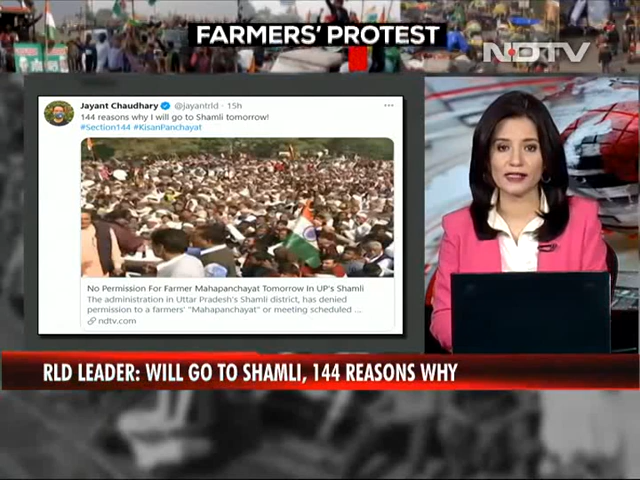 FARMERS' PROTEST
NDTV
Jayant Chaudhary @jayantrld · 15h
144 reasons why I will go to Shamli tomorrow!
#Section144 #KisanPanchayat
No Permission For Farmer Mahapanchayat Tomorrow In UP's Shamli
The administration in Uttar Pradesh's Shamli district, has denied
permission to a farmers' "Mahapanchayat" or meeting scheduled ...
ndtv.com
RLD LEADER: WILL GO TO SHAMLI, 144 REASONS WHY